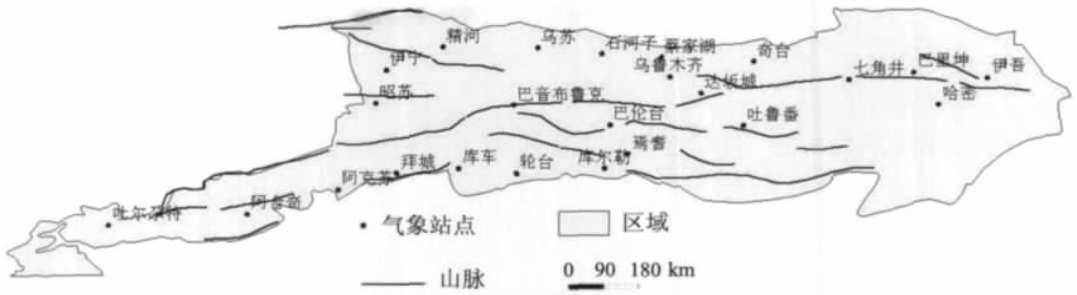 精河
乌苏
石河子
蔡家湖
奇台
伊宁
乌鲁木齐
七角井
巴里坤
伊吾
昭苏
巴音布鲁克
达坂城
哈密
巴伦台
吐鲁番
焉耆
拜城
库车
轮台
库尔勒
阿克苏
阿合奇
吐尔尕特
气象站点
区域
山脉
0 90 180 km